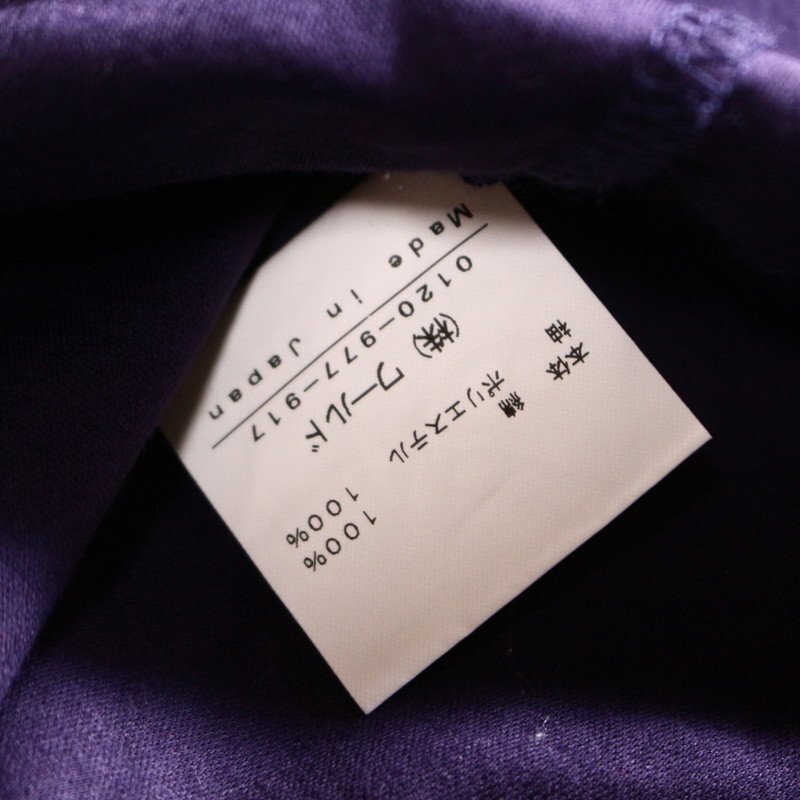 本体 綿 100%
袖 ポリエステル 100%
(株) ワールド
0120-977-917
Made in Japan